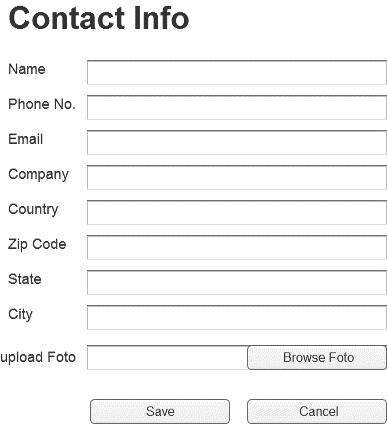 Contact Info
Name
Phone No.
Email
Company
Country
Zip Code
State
City
upload Foto Browse Foto
Save Cancel